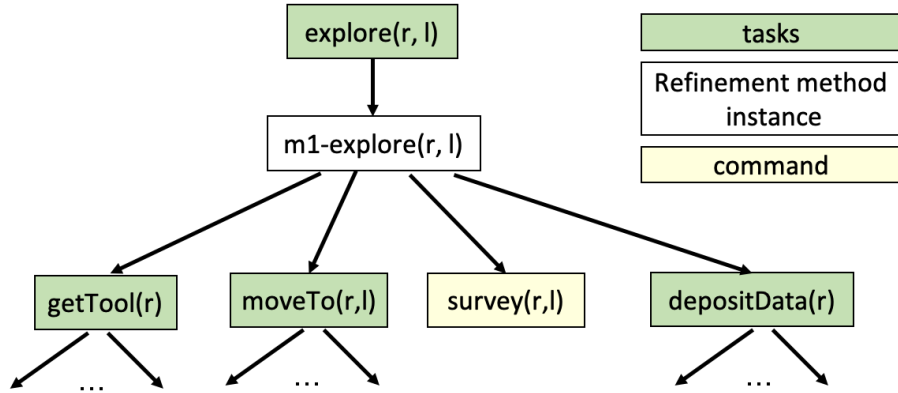 explore(r, l)
tasks
Refinement method
instance
m1-explore(r, l)
command
getTool(r)
moveTo(r,l)
survey(r,l)
depositData(r)
...
...
...